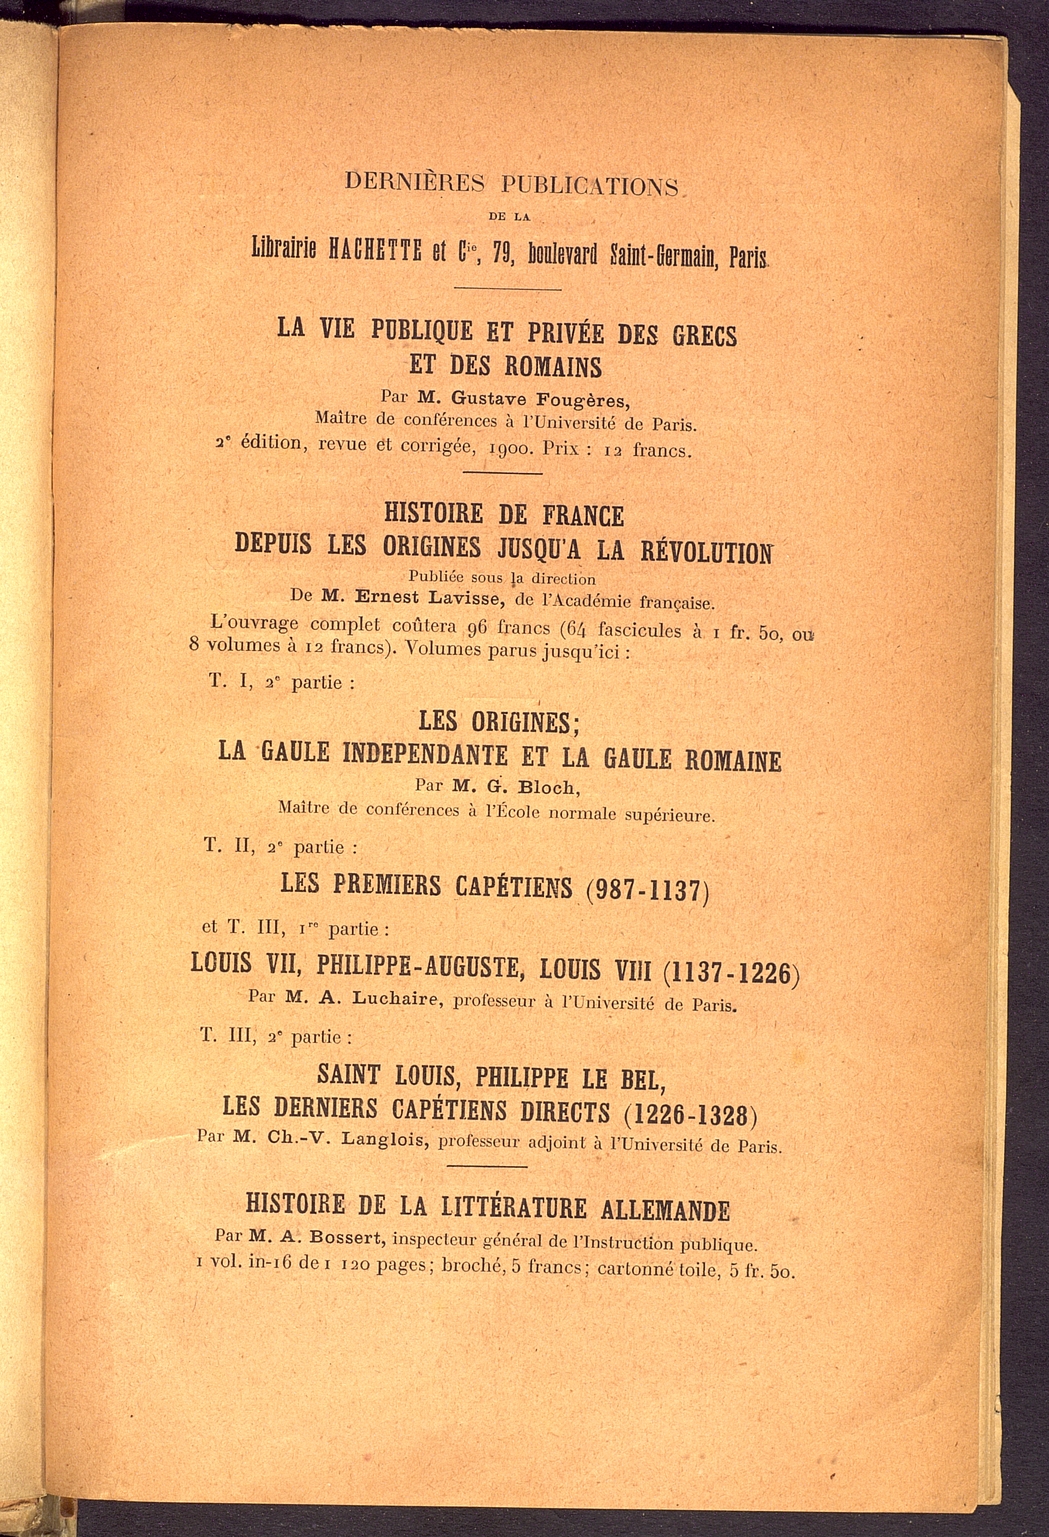 DERNIÈRES PUBLICATIONS
DE LA
Librairie HACHETTE et Cie, 79, boulevard Saint-Germain, Paris.
LA VIE PUBLIQUE ET PRIVÉE DES GRECS
ET DES ROMAINS
Par M. Gustave Fougères,
Maître de conférences à l'Université de Paris.
2e édition, revue et corrigée, 1900. Prix : 12 francs.
HISTOIRE DE FRANCE
DEPUIS LES ORIGINES JUSQU'A LA RÉVOLUTION
Publiée sous la direction
De M. Ernest Lavisse, de l'Académie française.
L'ouvrage complet coûtera 96 francs (64 fascicules à 1 fr. 50, ou
8 volumes à 12 francs). Volumes parus jusqu'ici :
T. I, 2e partie :
LES ORIGINES;
LA GAULE INDEPENDANTE ET LA GAULE ROMAINE
Par M. G. Bloch,
Maître de conférences à l'École normale supérieure.
T. II, 2e partie :
LES PREMIERS CAPÉTIENS (987-1137)
et T. III, 1re partie :
LOUIS VII, PHILIPPE-AUGUSTE, LOUIS VIII (1137-1226)
Par M. A. Luchaire, professeur à l'Université de Paris.
T. III, 2e partie :
SAINT LOUIS, PHILIPPE LE BEL,
LES DERNIERS CAPÉTIENS DIRECTS (1226-1328)
Par M. Ch.-V. Langlois, professeur adjoint à l'Université de Paris.
HISTOIRE DE LA LITTÉRATURE ALLEMANDE
Par M. A. Bossert, inspecteur général de l'Instruction publique.
1 vol. in-16 de 1 120 pages; broché, 5 francs; cartonné toile, 5 fr. 50.